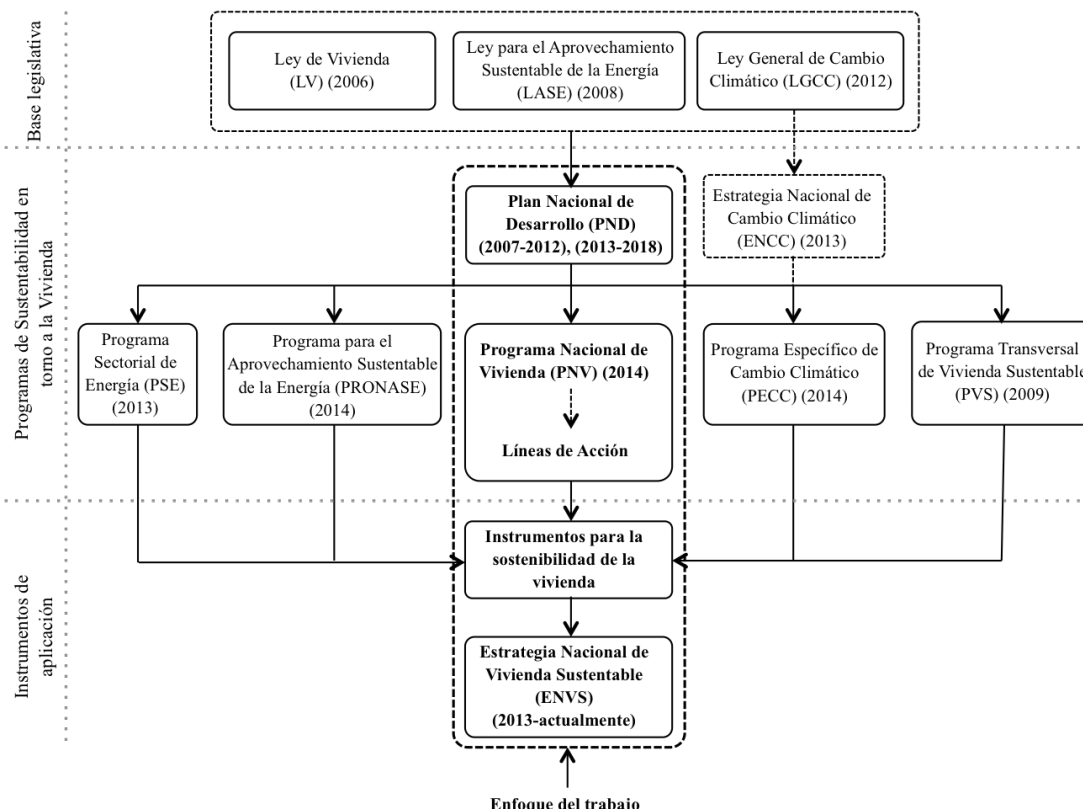 Base legislativa
Ley de Vivienda
(LV) (2006)
Ley para el Aprovechamiento
Sustentable de la Energía
(LASE) (2008)
Ley General de Cambio
Climático (LGCC) (2012)
Programas de Sustentabilidad en
torno a la Vivienda
Plan Nacional de
Desarrollo (PND)
(2007-2012), (2013-2018)
Estrategia Nacional de
Cambio Climático
(ENCC) (2013)
Programa
Sectorial de
Energía (PSE)
(2013)
Programa para el
Aprovechamiento Sustentable
de la Energía (PRONASE)
(2014)
Programa Nacional de
Vivienda (PNV) (2014)
Líneas de Acción
Programa Específico de
Cambio Climático
(PECC) (2014)
Programa Transversal
de Vivienda Sustentable
(PVS) (2009)
Instrumentos de
aplicación
Instrumentos para la
sostenibilidad de la
vivienda
Estrategia Nacional de
Vivienda Sustentable
(ENVS)
(2013-actualmente)
Enfoque del trabajo